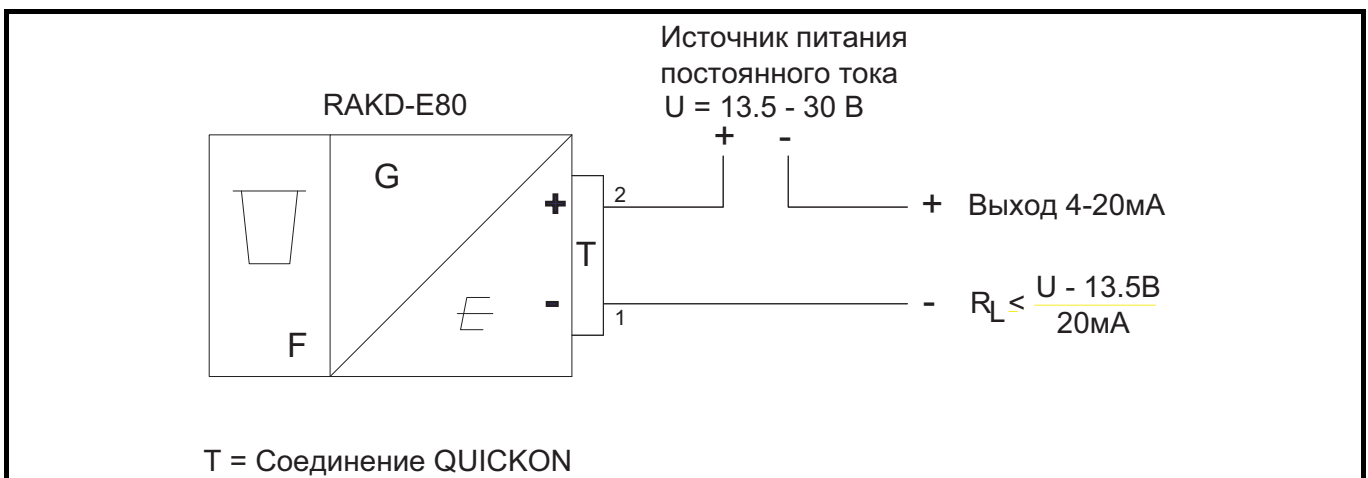 Источник питания
постоянного тока
U = 13.5 - 30 В
RAKD-E80
+ -
G
+
2
+ Выход 4-20мА
T
-
1
- RL ≤ U - 13.5В
20мА
E
F
T = Соединение QUICKON